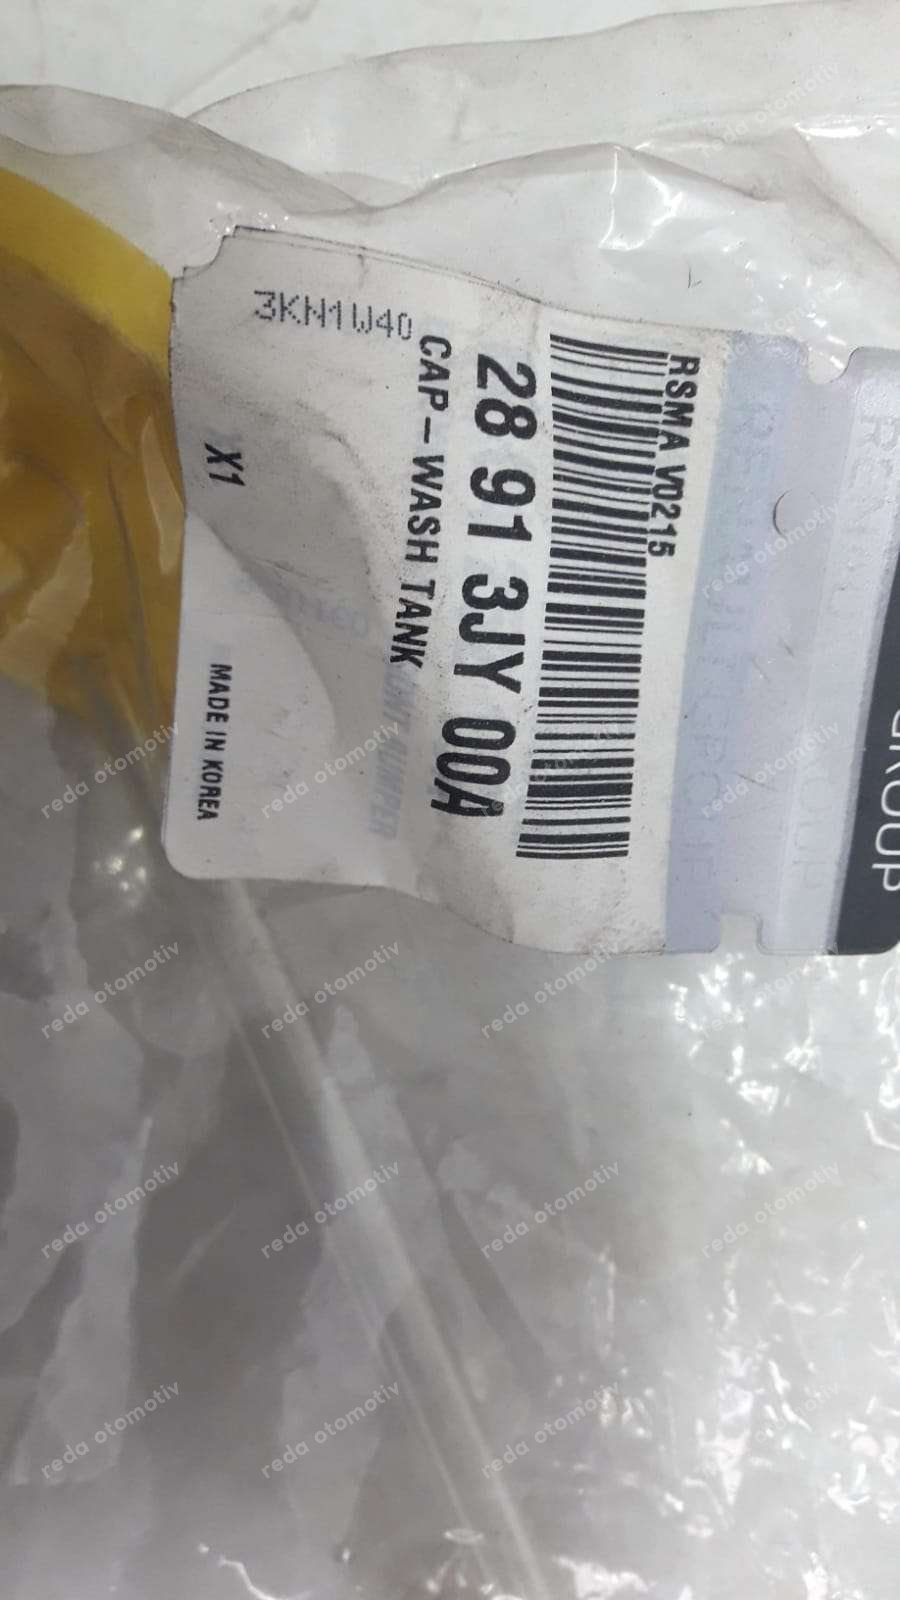 RSMA V0215
28 91 3JY 00A
CAP-WASH TANK
3KN1W40
X1
MADE IN KOREA
GROUP
reda otomotiv